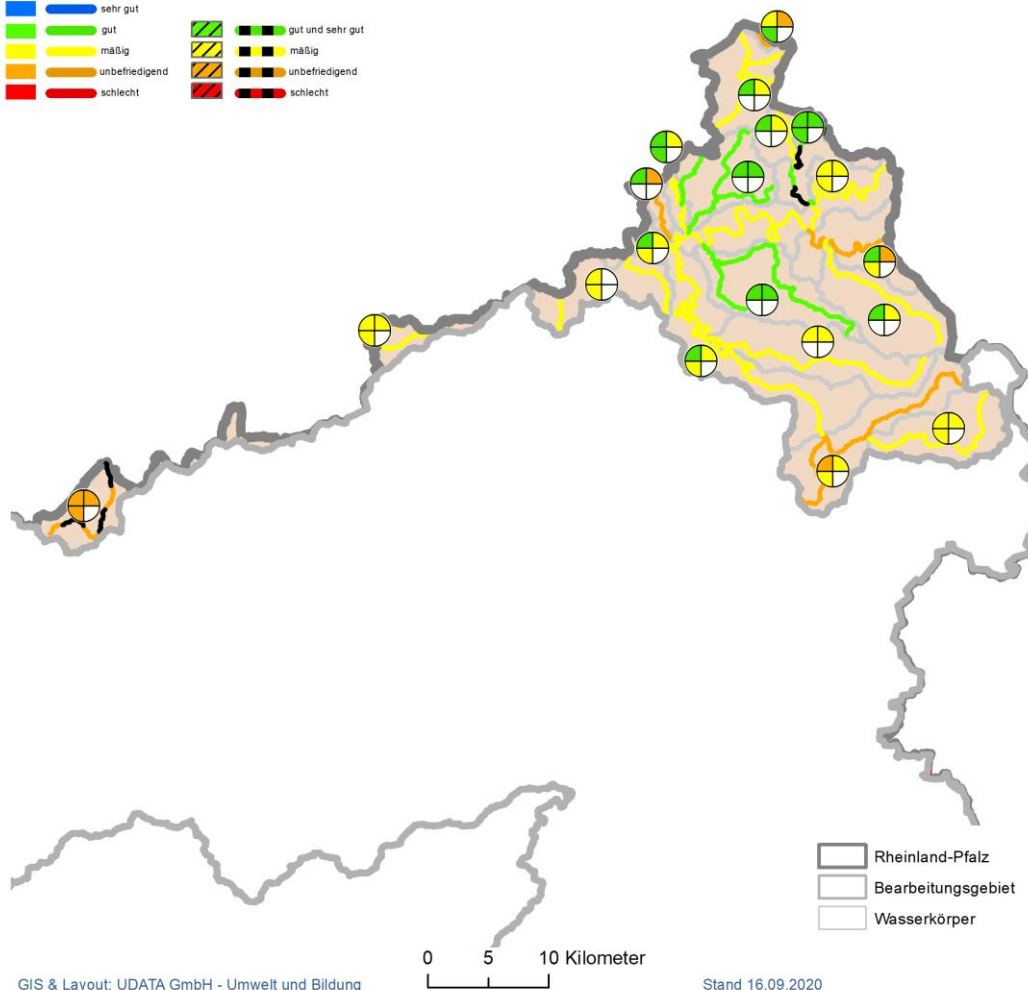 sehr gut
gut
gut und sehr gut
mäßig
mäßig
unbefriedigend
unbefriedigend
schlecht
schlecht
Rheinland-Pfalz
Bearbeitungsgebiet
Wasserkörper
0 5 10 Kilometer
GIS & Layout: UDATA GmbH - Umwelt und Bildung
Stand 16.09.2020